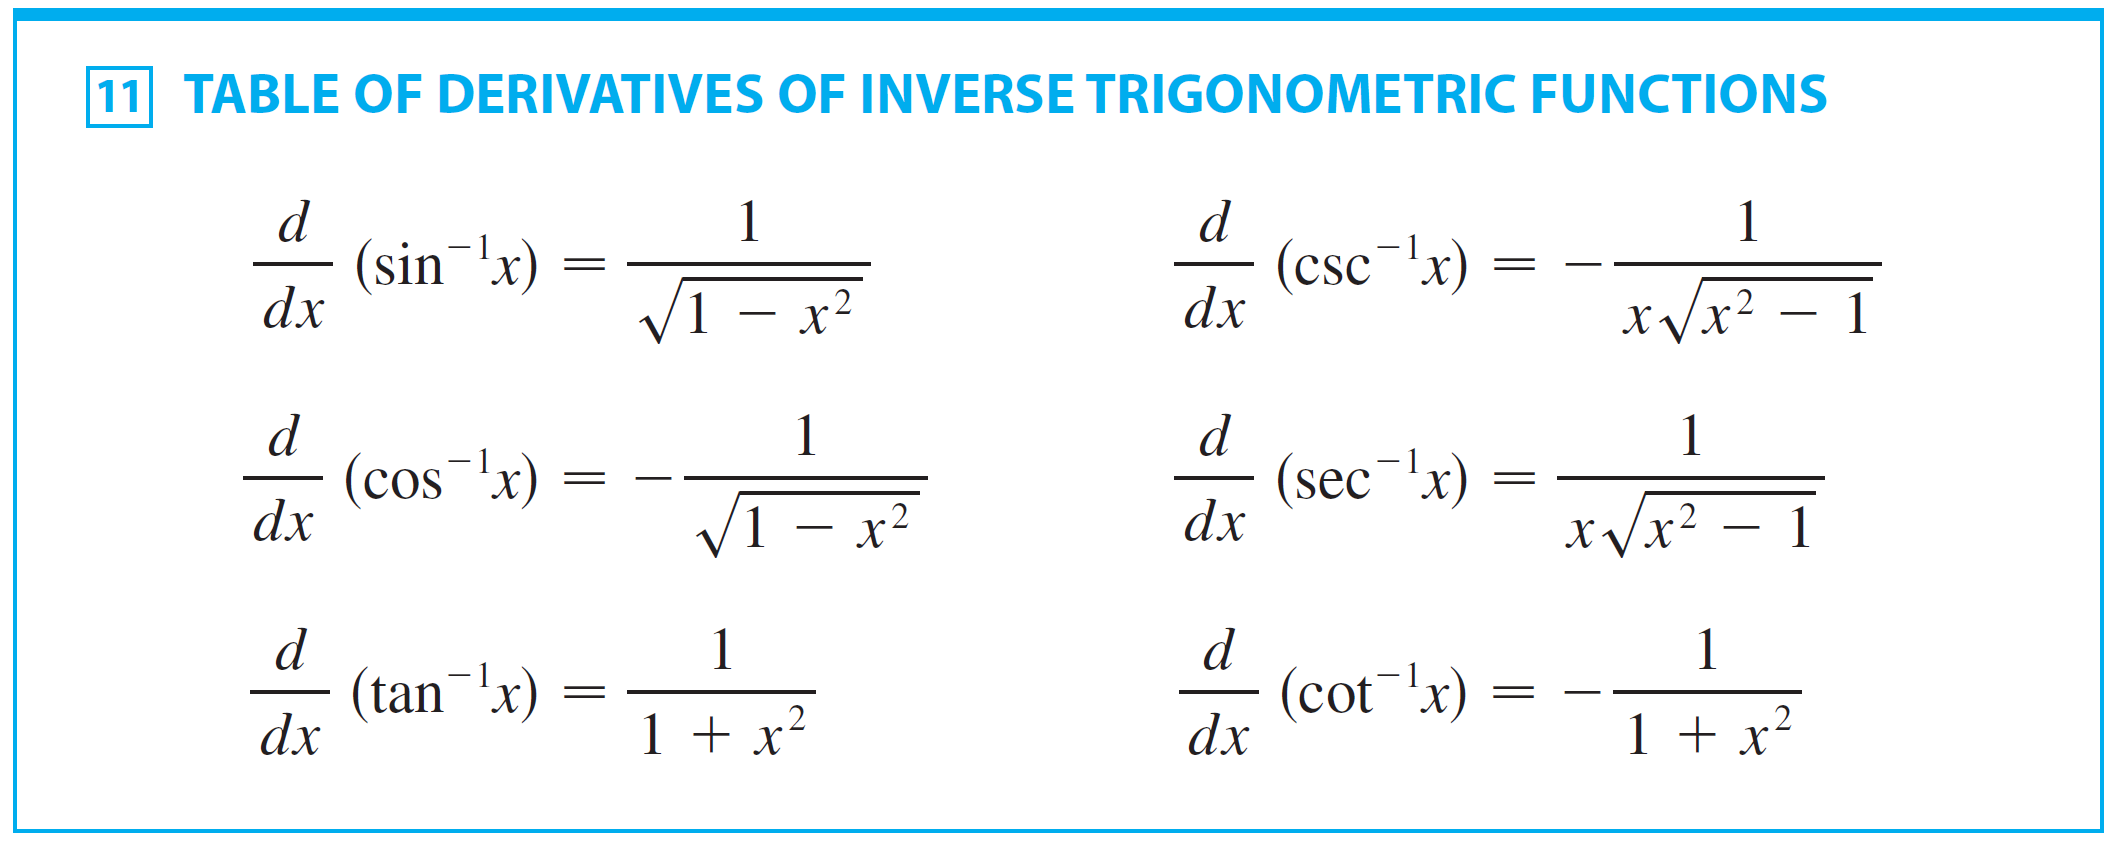 11 TABLE OF DERIVATIVES OF INVERSE TRIGONOMETRIC FUNCTIONS
d/dx (sin⁻¹x) = 1/√(1 − x²)
d/dx (csc⁻¹x) = − 1/(x√(x² − 1))
d/dx (cos⁻¹x) = − 1/√(1 − x²)
d/dx (sec⁻¹x) = 1/(x√(x² − 1))
d/dx (tan⁻¹x) = 1/(1 + x²)
d/dx (cot⁻¹x) = − 1/(1 + x²)